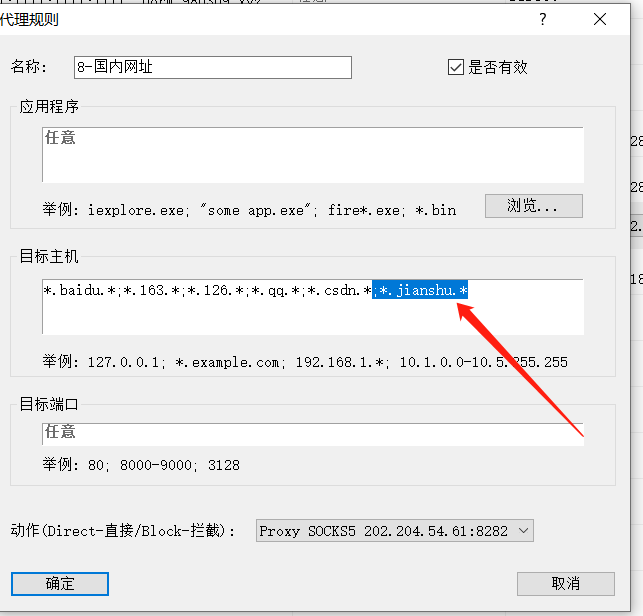 代理规则 ?
名称: 8-国内网址 是否有效
应用程序
任意
举例: iexplore.exe; "some app.exe"; fire*.exe; *.bin 浏览...
目标主机
*.baidu.*;*.163.*;*.126.*;*.qq.*;*.csdn.*;*.jianshu.*
举例: 127.0.0.1; *.example.com; 192.168.1.*; 10.1.0.0-10.5.255.255
目标端口
任意
举例: 80; 8000-9000; 3128
动作(Direct-直接/Block-拦截): Proxy SOCKS5 202.204.54.61:8282
确定 取消